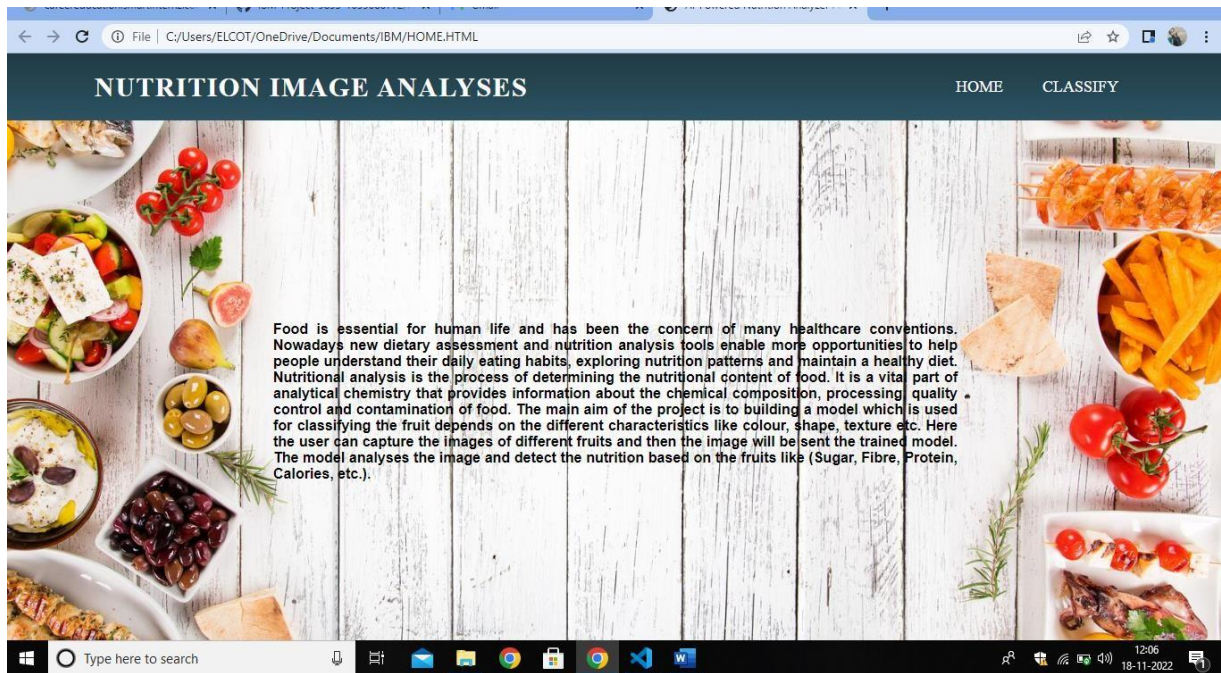 Gmail
File C:/Users/ELCOT/OneDrive/Documents/IBM/HOME.HTML
NUTRITION IMAGE ANALYSES
HOME CLASSIFY
Food is essential for human life and has been the concern of many healthcare conventions.
Nowadays new dietary assessment and nutrition analysis tools enable more opportunities to help
people understand their daily eating habits, exploring nutrition patterns and maintain a healthy diet.
Nutritional analysis is the process of determining the nutritional content of food. It is a vital part of
analytical chemistry that provides information about the chemical composition, processing, quality
control and contamination of food. The main aim of the project is to building a model which is used
for classifying the fruit depends on the different characteristics like colour, shape, texture etc. Here
the user can capture the images of different fruits and then the image will be sent the trained model.
The model analyses the image and detect the nutrition based on the fruits like (Sugar, Fibre, Protein,
Calories, etc.).
Type here to search
12:06
18-11-2022
1